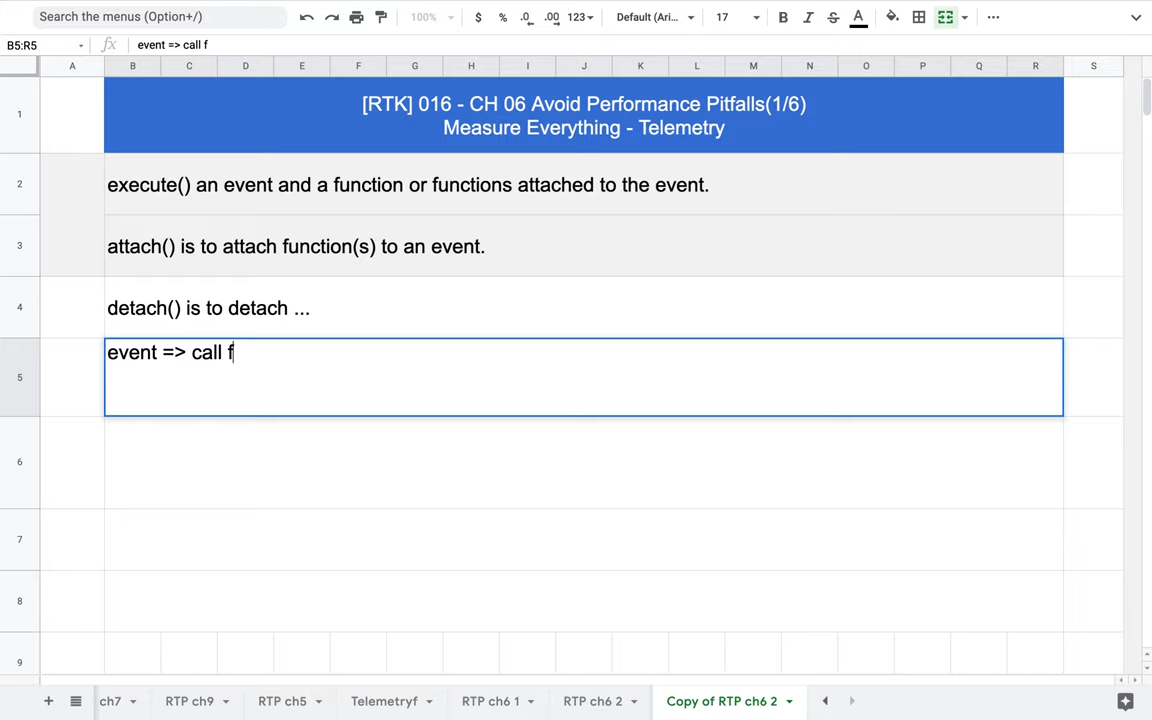 Search the menus (Option+/)
100%
$ % .0 .00 123
Default (Ari...
17
B I S A
B5:R5
fx event => call f
A B C D E F G H I J K L M N O P Q R S
1
[RTK] 016 - CH 06 Avoid Performance Pitfalls(1/6)
Measure Everything - Telemetry
2
execute() an event and a function or functions attached to the event.
3
attach() is to attach function(s) to an event.
4
detach() is to detach ...
5
event => call f
6
7
8
9
ch7
RTP ch9
RTP ch5
Telemetryf
RTP ch6 1
RTP ch6 2
Copy of RTP ch6 2